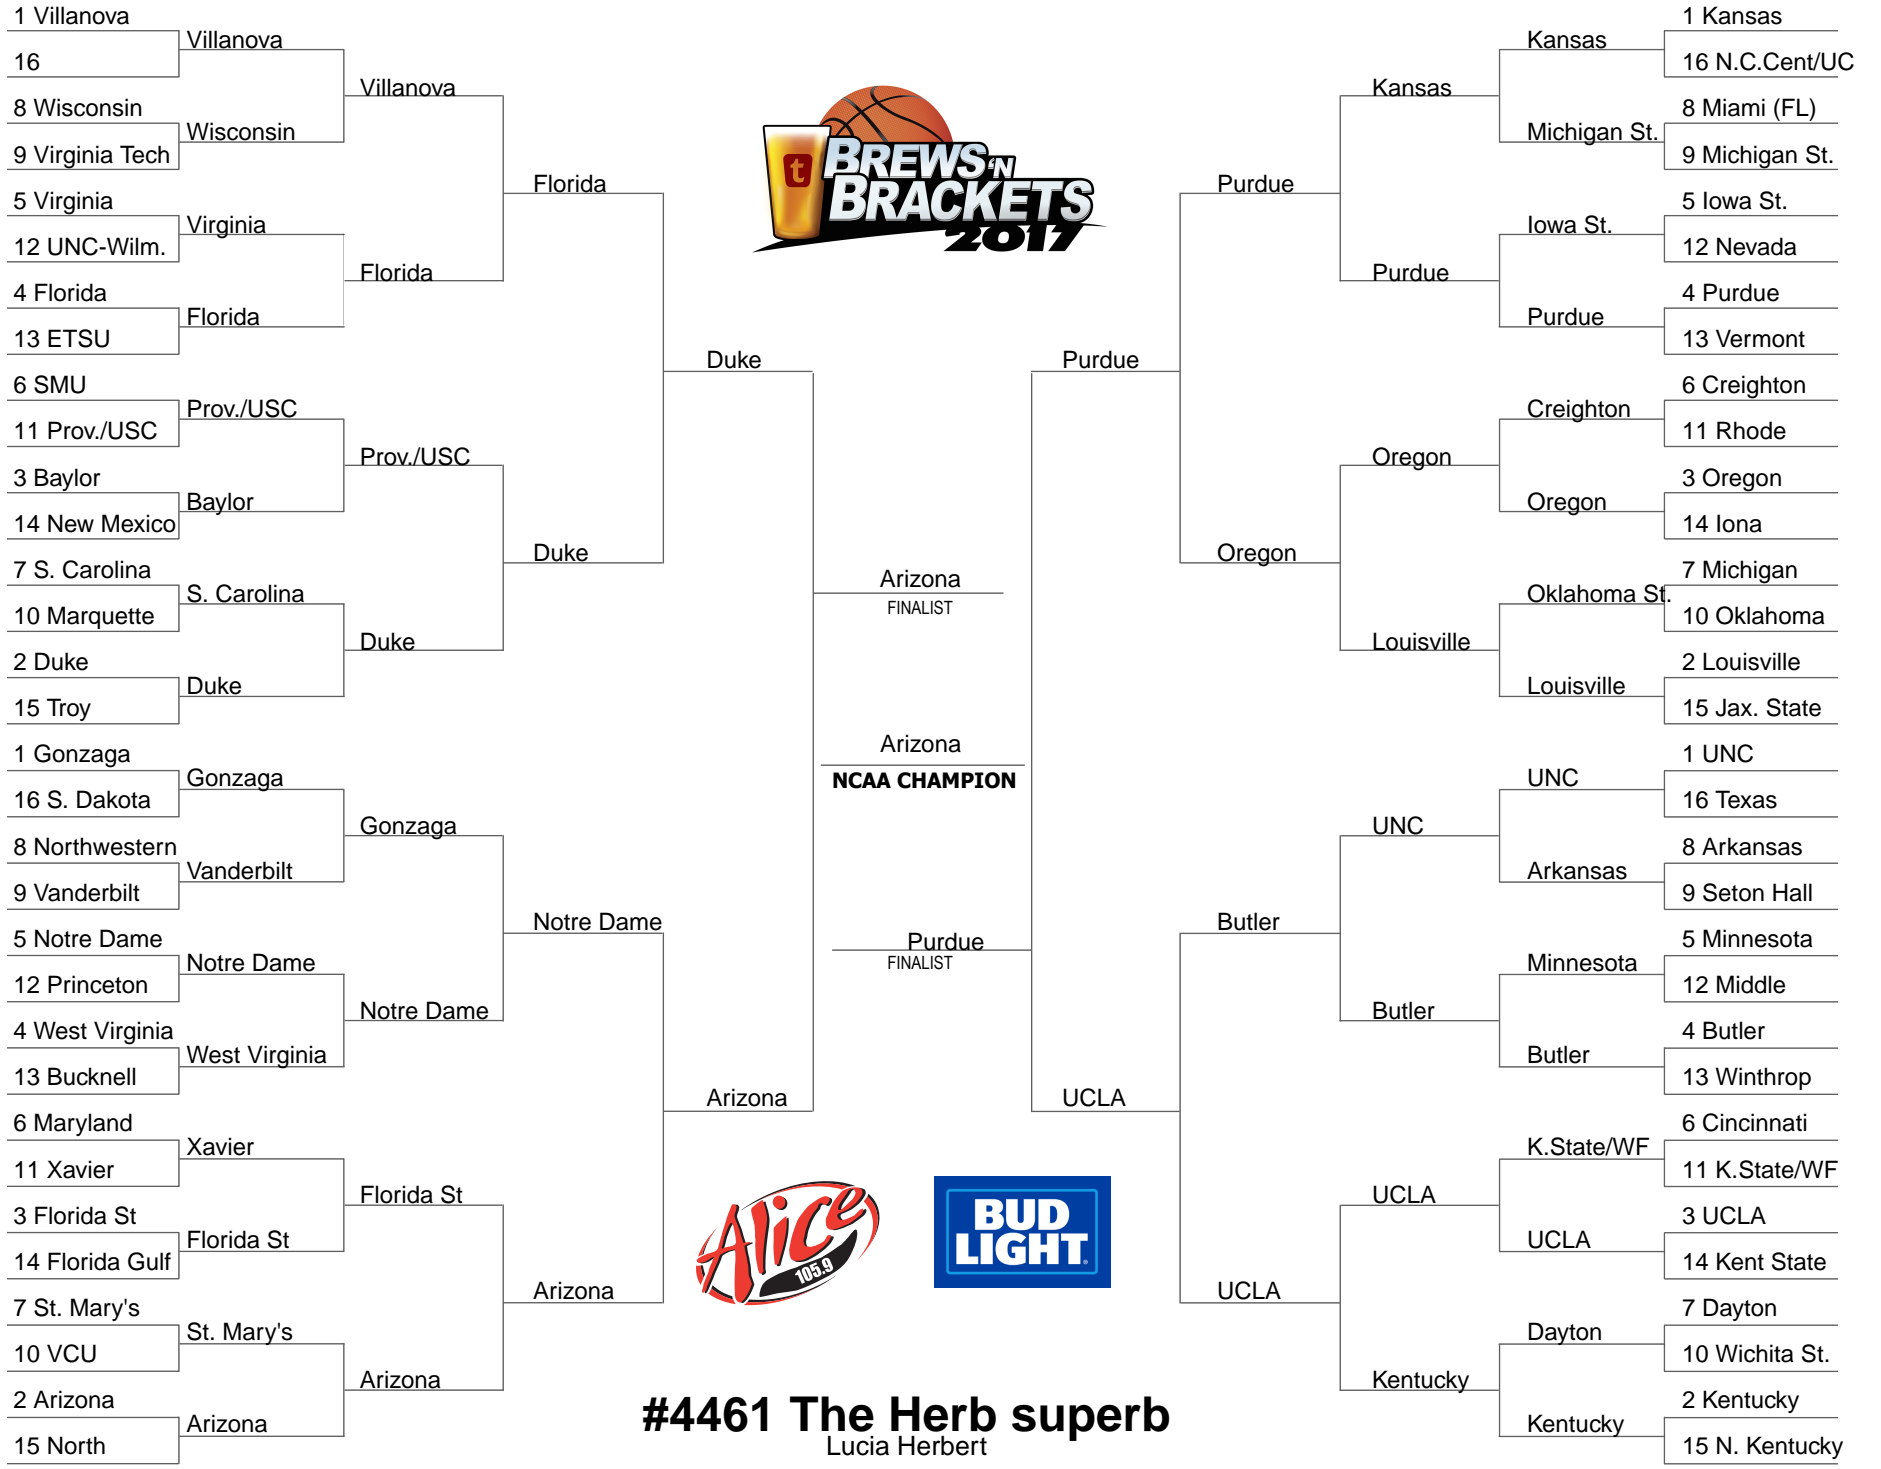 1 Villanova
16
8 Wisconsin
9 Virginia Tech
5 Virginia
12 UNC-Wilm.
4 Florida
13 ETSU
6 SMU
11 Prov./USC
3 Baylor
14 New Mexico
7 S. Carolina
10 Marquette
2 Duke
15 Troy
1 Gonzaga
16 S. Dakota
8 Northwestern
9 Vanderbilt
5 Notre Dame
12 Princeton
4 West Virginia
13 Bucknell
6 Maryland
11 Xavier
3 Florida St
14 Florida Gulf
7 St. Mary's
10 VCU
2 Arizona
15 North
Villanova
Wisconsin
Virginia
Florida
Prov./USC
Baylor
S. Carolina
Duke
Gonzaga
Vanderbilt
Notre Dame
West Virginia
Xavier
Florida St
St. Mary's
Arizona
Villanova
Florida
Prov./USC
Duke
Gonzaga
Notre Dame
Florida St
Arizona
Florida
Duke
Notre Dame
Arizona
Duke
Arizona
t
BREWS 'N
BRACKETS
2017
Arizona
FINALIST
Arizona
NCAA CHAMPION
Purdue
FINALIST
Alice
105.9
BUD
LIGHT
#4461 The Herb superb
Lucia Herbert
Purdue
UCLA
Purdue
Oregon
Butler
UCLA
Kansas
Purdue
Oregon
Louisville
UNC
Butler
UCLA
Kentucky
Kansas
Michigan St.
Iowa St.
Purdue
Creighton
Oregon
Oklahoma St.
Louisville
UNC
Arkansas
Minnesota
Butler
K.State/WF
UCLA
Dayton
Kentucky
1 Kansas
16 N.C.Cent/UC
8 Miami (FL)
9 Michigan St.
5 Iowa St.
12 Nevada
4 Purdue
13 Vermont
6 Creighton
11 Rhode
3 Oregon
14 Iona
7 Michigan
10 Oklahoma
2 Louisville
15 Jax. State
1 UNC
16 Texas
8 Arkansas
9 Seton Hall
5 Minnesota
12 Middle
4 Butler
13 Winthrop
6 Cincinnati
11 K.State/WF
3 UCLA
14 Kent State
7 Dayton
10 Wichita St.
2 Kentucky
15 N. Kentucky